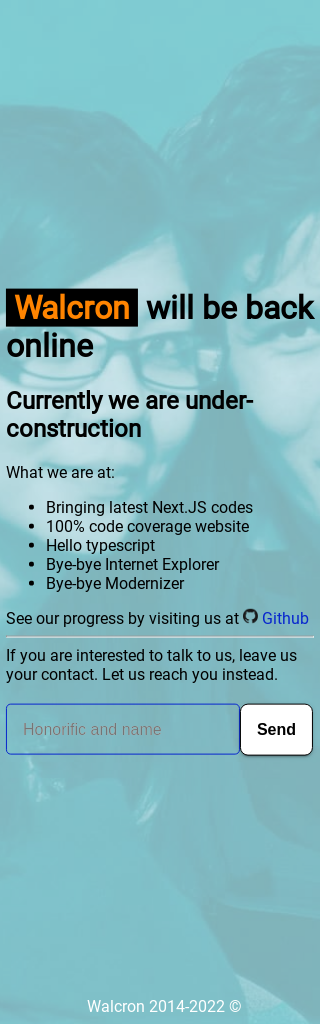 Walcron will be back
online
Currently we are under-
construction
What we are at:
Bringing latest Next.JS codes
100% code coverage website
Hello typescript
Bye-bye Internet Explorer
Bye-bye Modernizer
See our progress by visiting us at Github
If you are interested to talk to us, leave us
your contact. Let us reach you instead.
Honorific and name Send
Walcron 2014-2022 ©